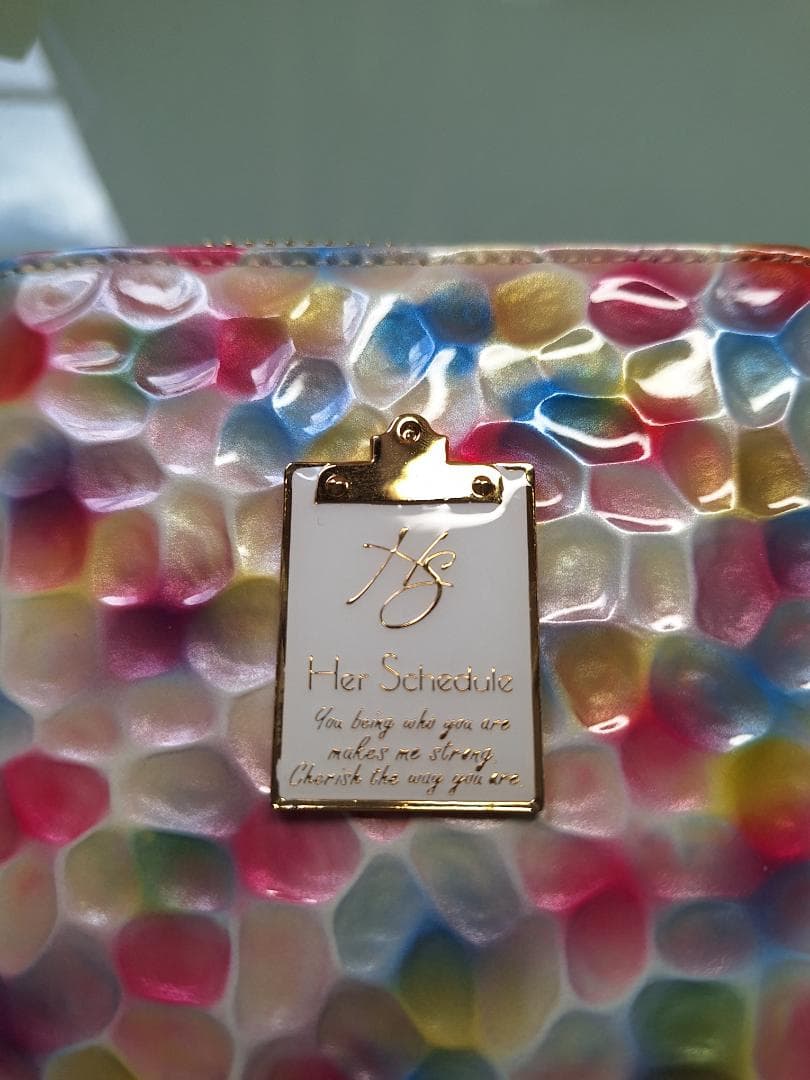 HS
Her Schedule
You being who you are
makes me strong.
Cherish the way you are.